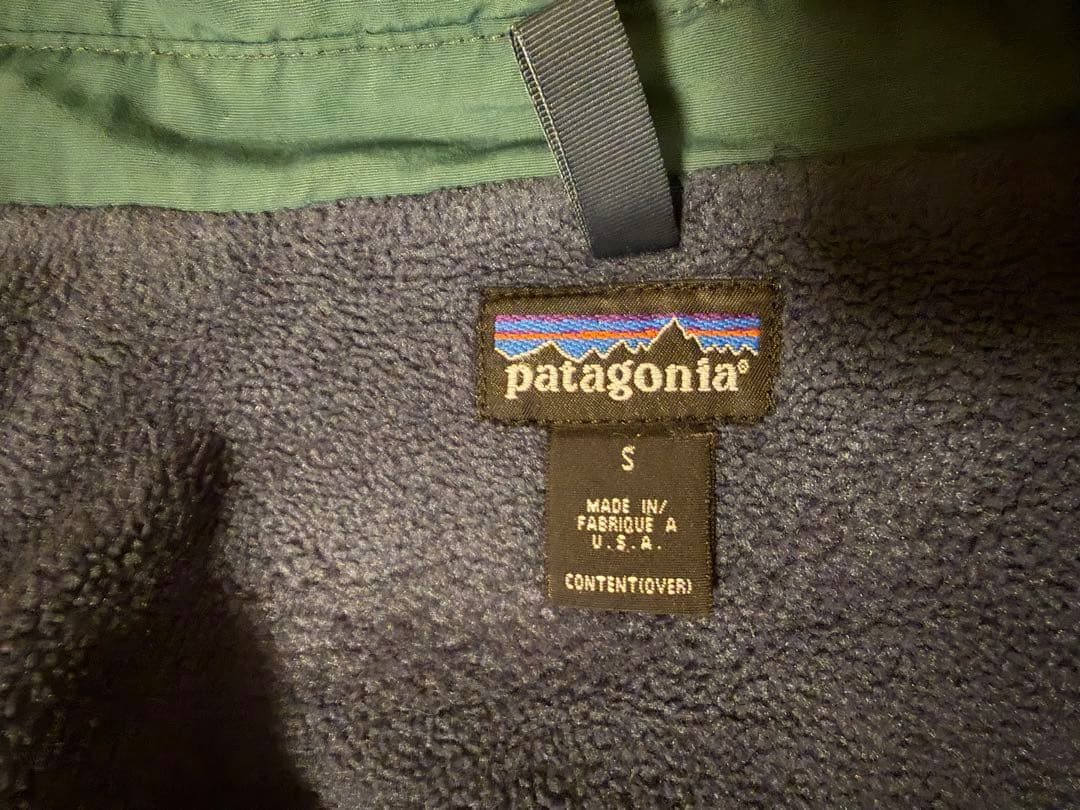 patagonia®
S
MADE IN/
FABRIQUE A
U.S.A.
CONTENT(OVER)